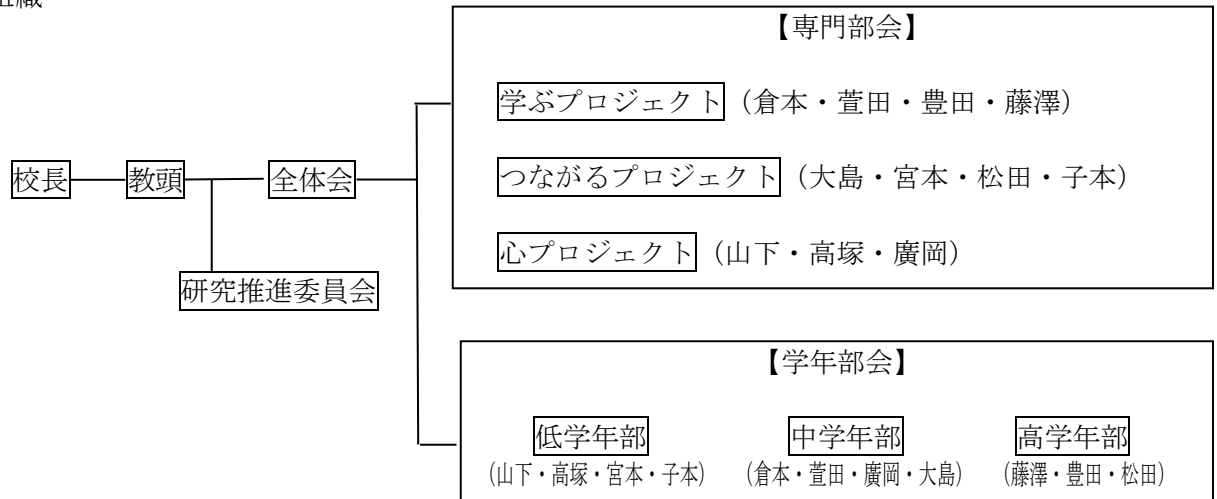 【専門部会】
学ぶプロジェクト（倉本・萱田・豊田・藤澤）
校長 教頭 全体会 つながるプロジェクト（大島・宮本・松田・子本）
心プロジェクト（山下・高塚・廣岡）
研究推進委員会
【学年部会】
低学年部 中学年部 高学年部
（山下・高塚・宮本・子本） （倉本・萱田・廣岡・大島） （藤澤・豊田・松田）